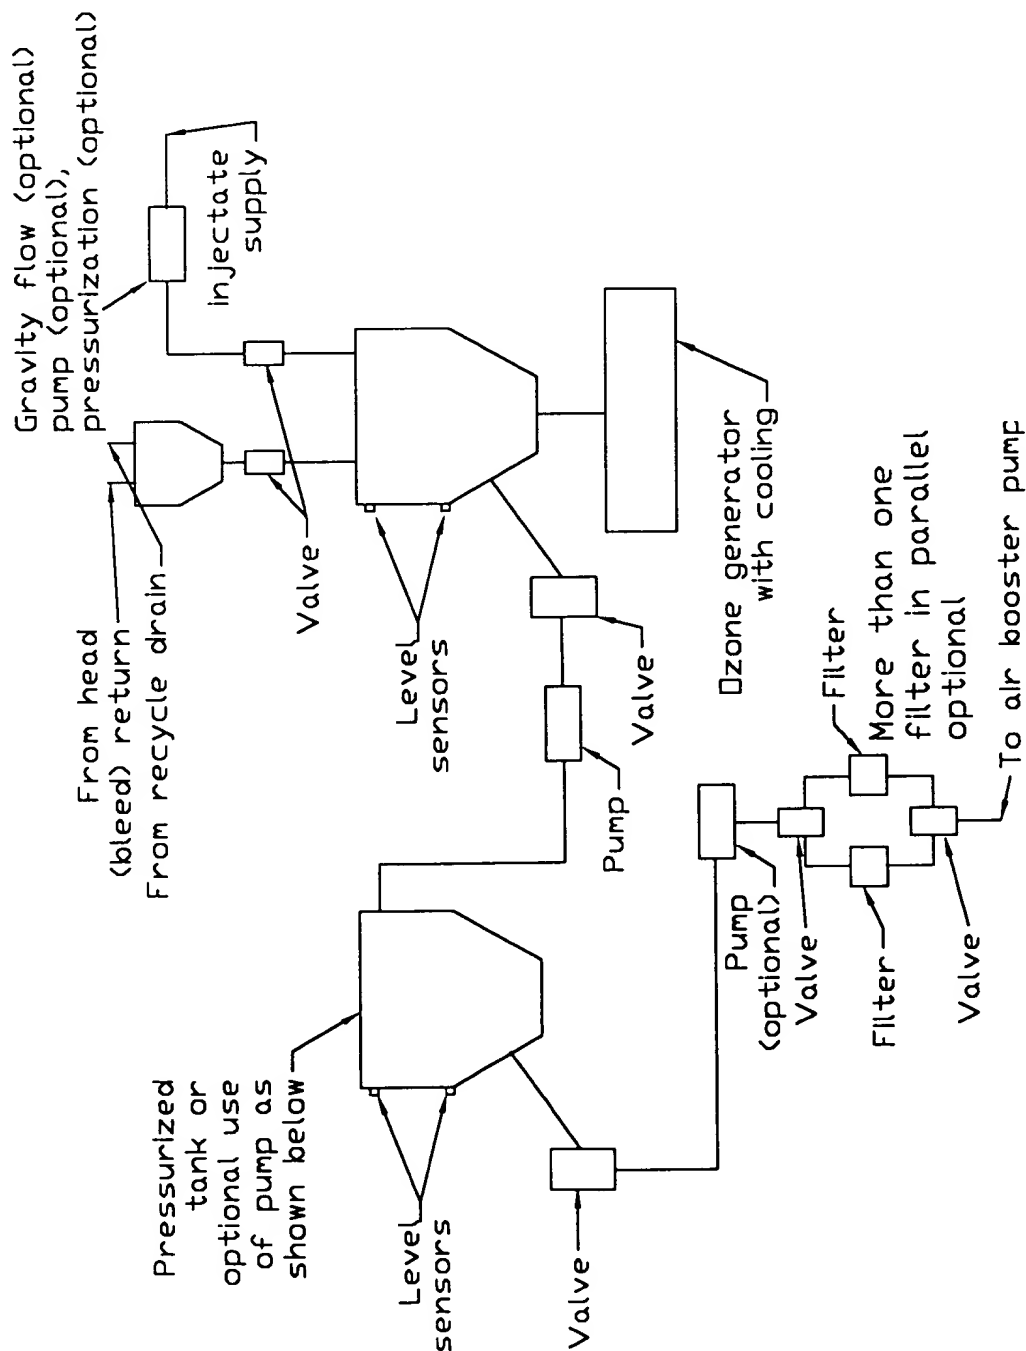 Gravity flow (optional)
pump (optional),
pressurization (optional)
injectate
supply
From head
(bleed) return
From recycle drain
Valve
Level
sensors
Ozone generator
with cooling
Valve
Pump
Pressurized
tank or
optional use
of pump as
shown below
Level
sensors
Valve
Pump
(optional)
Valve
Filter
Filter
More than one
filter in parallel
optional
Valve
To air booster pump